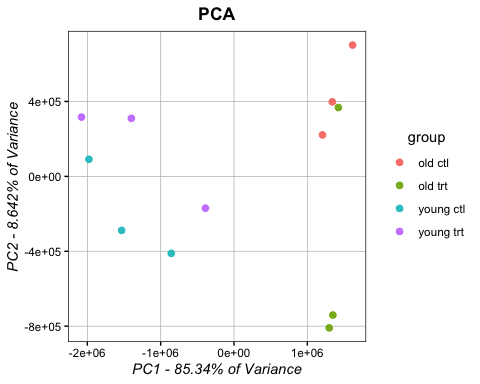 PCA
4e+05
0e+00
-4e+05
-8e+05
-2e+06 -1e+06 0e+00 1e+06
PC1 - 85.34% of Variance
PC2 - 8.642% of Variance
group
old ctl
old trt
young ctl
young trt